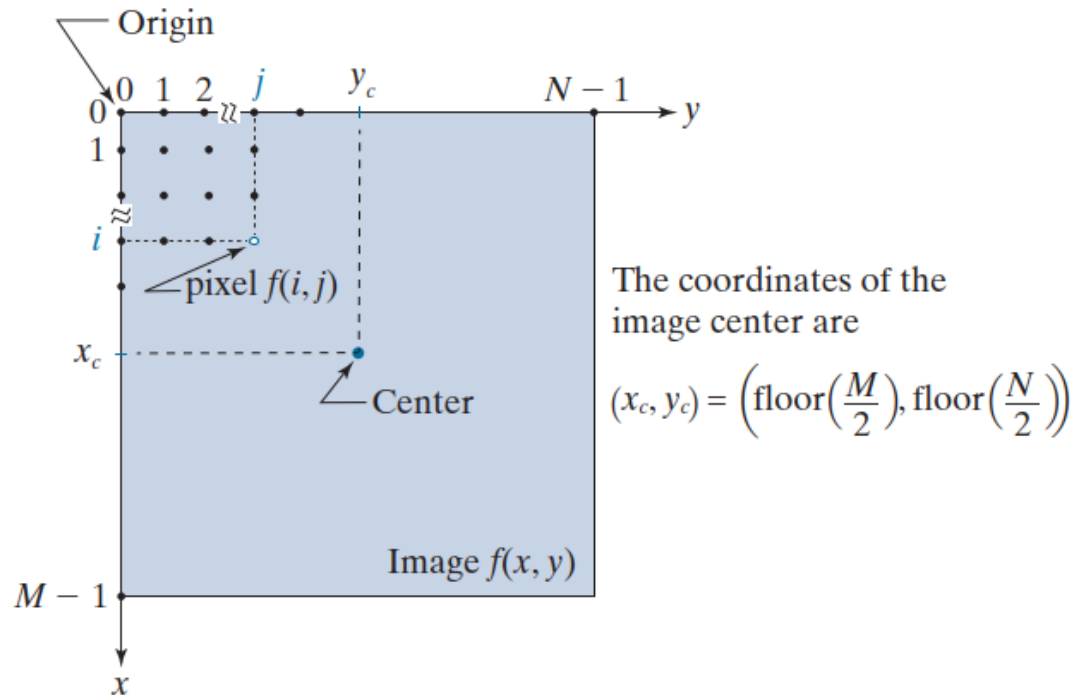 Origin
0 1 2 j y_c N − 1
0
y
1
i
pixel f(i, j)
The coordinates of the
image center are
x_c
Center
(x_c, y_c) = (floor(M/2), floor(N/2))
Image f(x, y)
M − 1
x